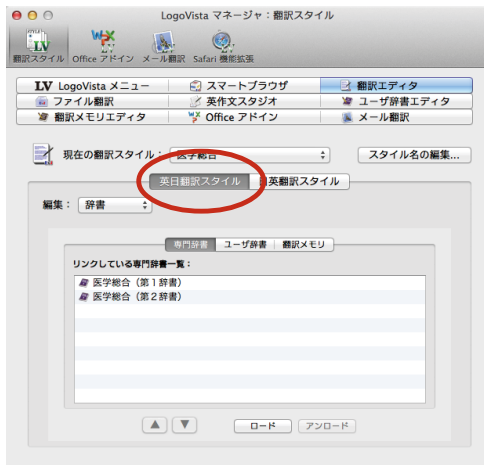 LogoVista マネージャ：翻訳スタイル
翻訳スタイル Office アドイン メール翻訳 Safari 機能拡張
LV LogoVista メニュー スマートブラウザ 翻訳エディタ
ファイル翻訳 英作文スタジオ ユーザ辞書エディタ
翻訳メモリエディタ Office アドイン メール翻訳
現在の翻訳スタイル： 医学総合 スタイル名の編集...
英日翻訳スタイル 日英翻訳スタイル
編集： 辞書
専門辞書 ユーザ辞書 翻訳メモリ
リンクしている専門辞書一覧：
医学総合（第１辞書）
医学総合（第２辞書）
ロード アンロード